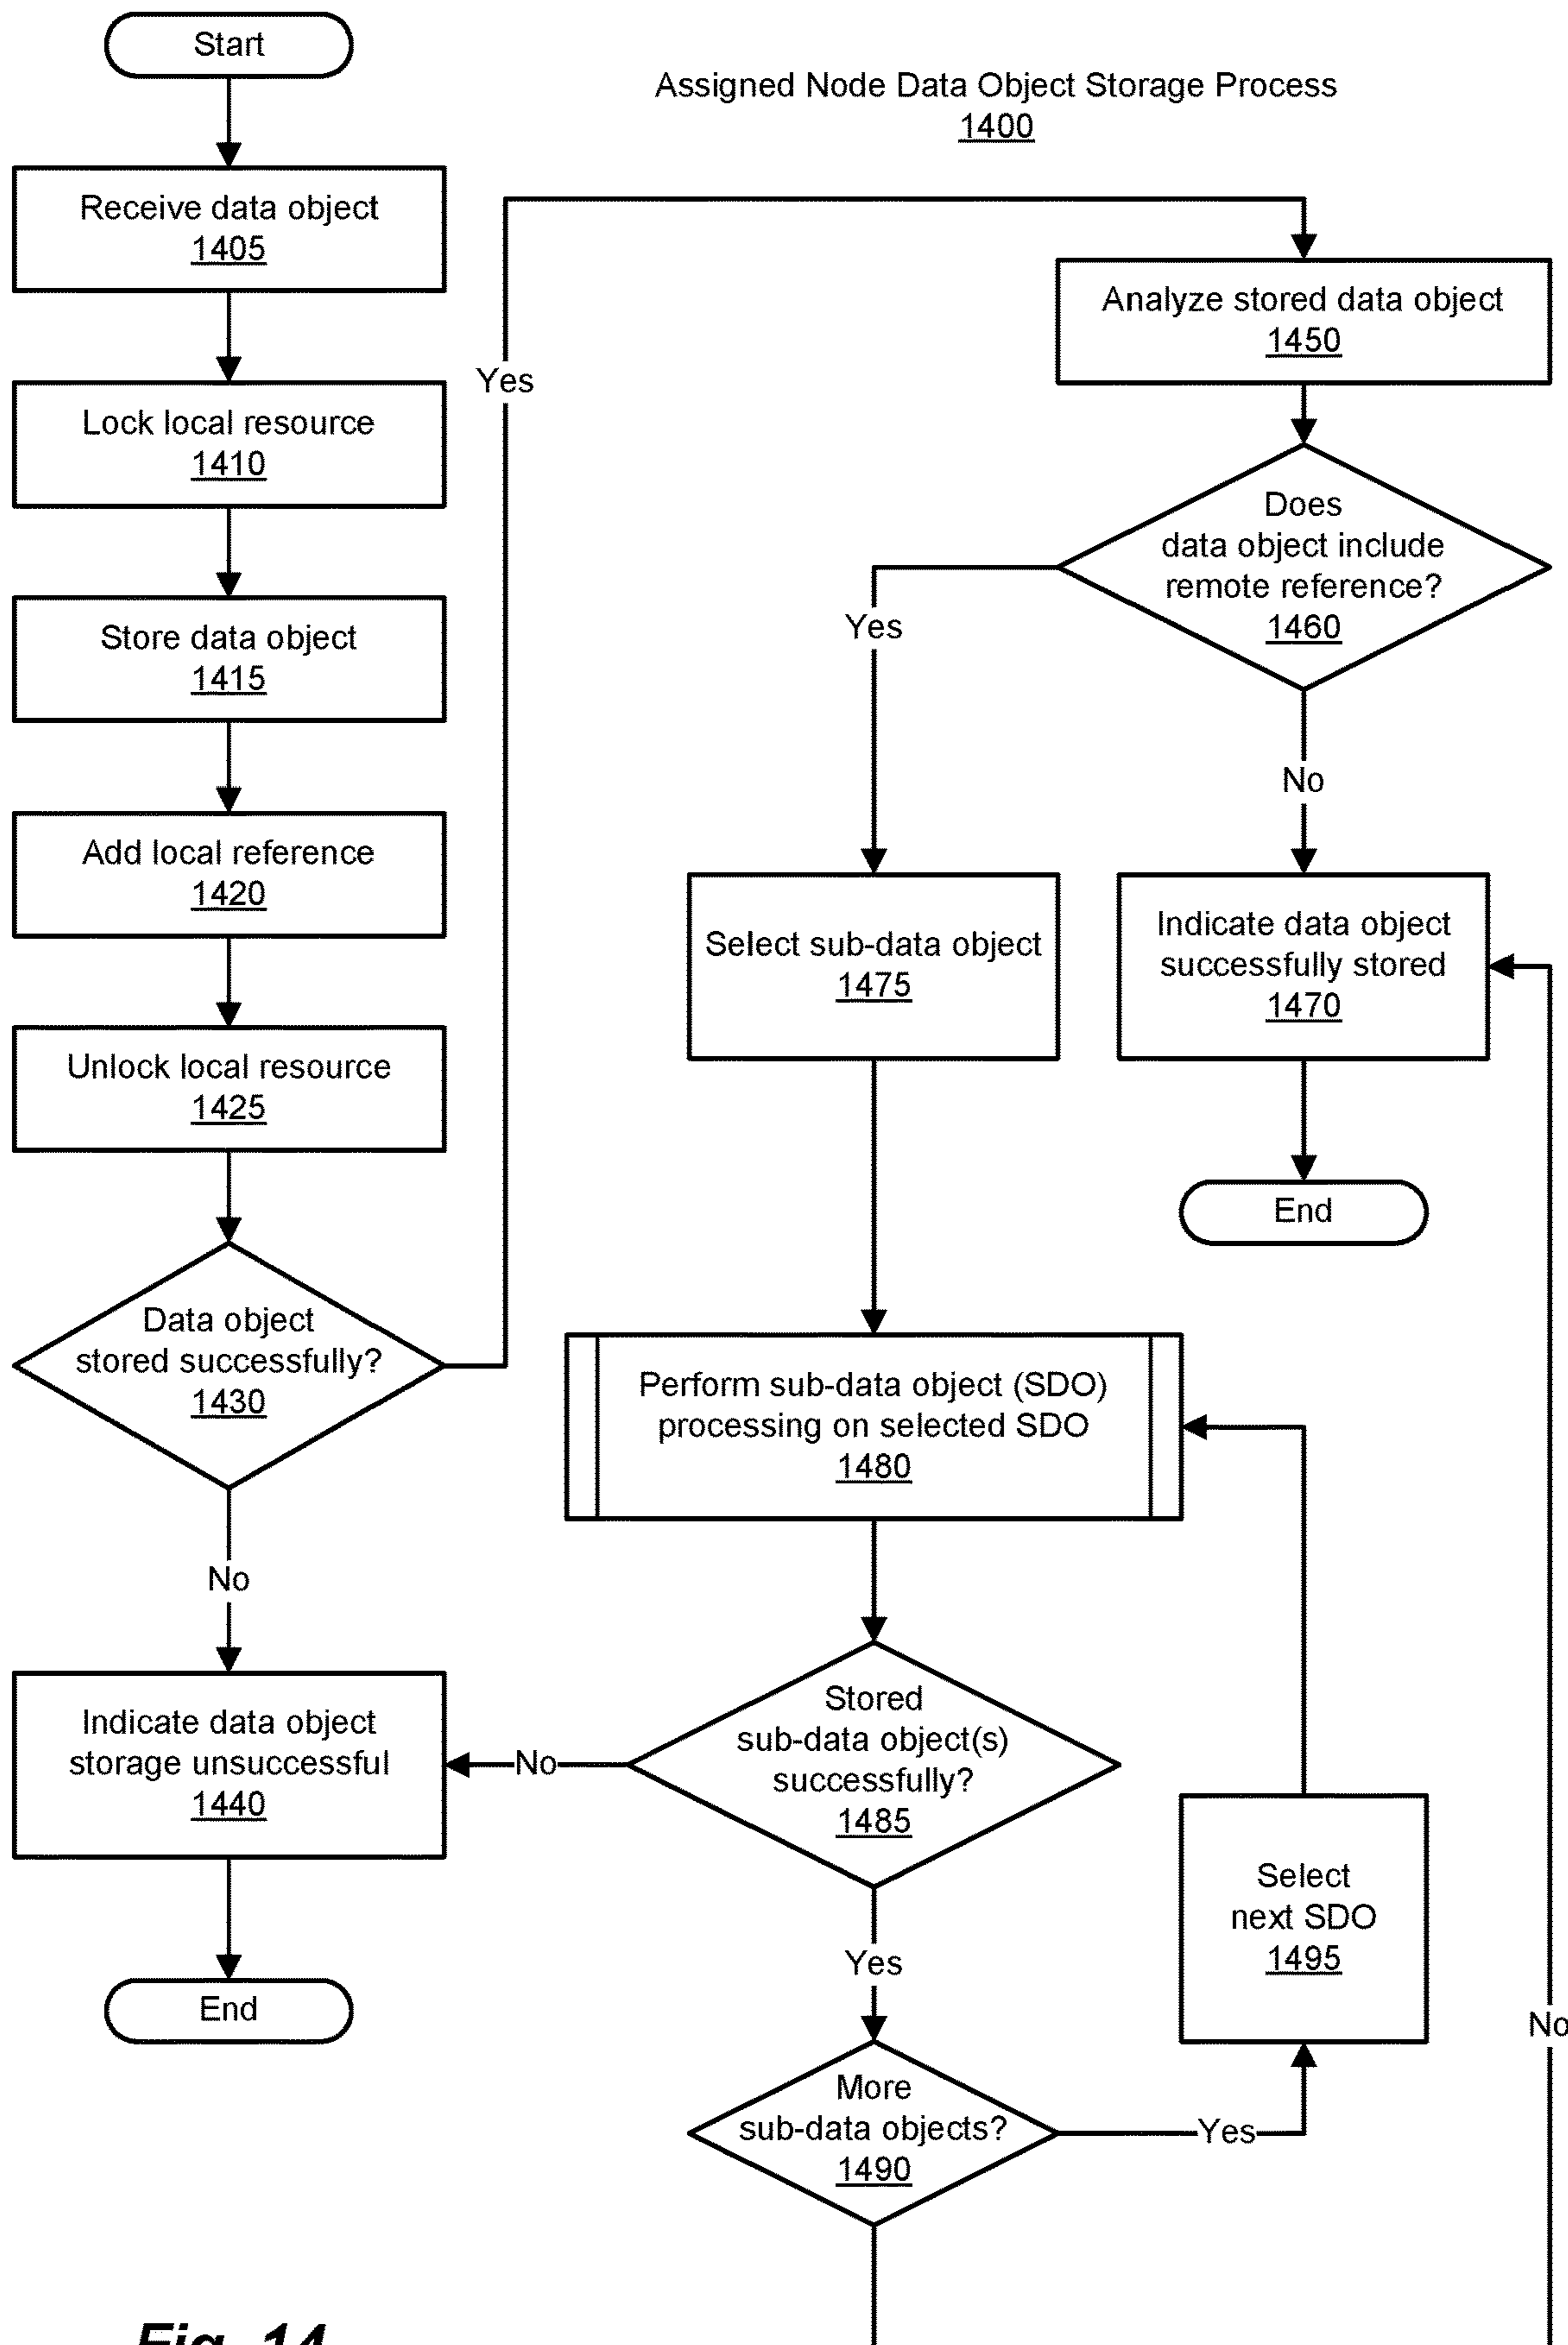 Start
Assigned Node Data Object Storage Process
1400
Receive data object
1405
Lock local resource
1410
Store data object
1415
Add local reference
1420
Unlock local resource
1425
Data object
stored successfully?
1430
Yes
No
Indicate data object
storage unsuccessful
1440
End
Analyze stored data object
1450
Does
data object include
remote reference?
1460
Yes
No
Select sub-data object
1475
Indicate data object
successfully stored
1470
End
Perform sub-data object (SDO)
processing on selected SDO
1480
Stored
sub-data object(s)
successfully?
1485
No
Yes
Select
next SDO
1495
More
sub-data objects?
1490
Yes
No
Fig. 14